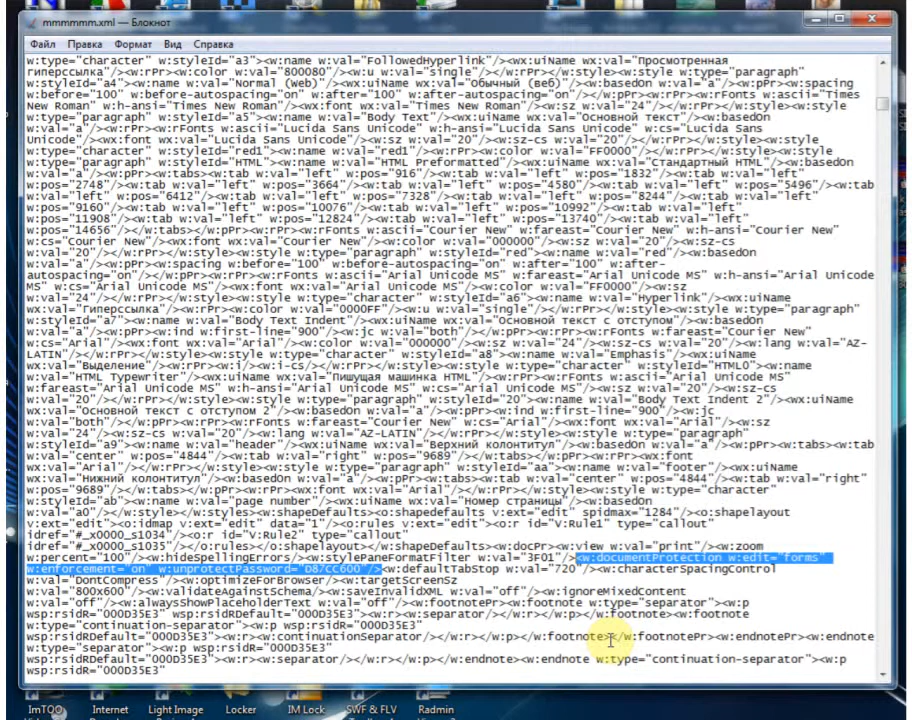 mmmmmm.xml — Блокнот
Файл Правка Формат Вид Справка
w:type="character" w:styleId="a3"><w:name w:val="FollowedHyperlink"/><wx:uiName wx:val="Просмотренная
гиперссылка"/><w:rPr><w:color w:val="800080"/><w:u w:val="single"/></w:rPr></w:style><w:style w:type="paragraph"
w:styleId="a4"><w:name w:val="Normal (Web)"/><wx:uiName wx:val="Обычный (веб)"/><w:basedOn w:val="a"/><w:pPr><w:spacing
w:before="100" w:before-autospacing="on" w:after="100" w:after-autospacing="on"/></w:pPr><w:rPr><w:rFonts w:ascii="Times
New Roman" w:h-ansi="Times New Roman"/><wx:font wx:val="Times New Roman"/><w:sz w:val="24"/></w:rPr></w:style><w:style
w:type="paragraph" w:styleId="a5"><w:name w:val="Body Text"/><wx:uiName wx:val="Основной текст"/><w:basedOn
w:val="a"/><w:pPr><w:rFonts w:ascii="Lucida Sans Unicode" w:h-ansi="Lucida Sans Unicode" w:cs="Lucida Sans
Unicode"/><wx:font wx:val="Lucida Sans Unicode"/><w:sz w:val="20"/><w:sz-cs w:val="20"/></w:rPr></w:style><w:style
w:type="character" w:styleId="red1"><w:name w:val="red1"/><w:rPr><w:color w:val="FF0000"/></w:rPr></w:style><w:style
w:type="paragraph" w:styleId="HTML"><w:name w:val="HTML Preformatted"/><wx:uiName wx:val="Стандартный HTML"/><w:basedOn
w:val="a"/><w:pPr><w:tabs><w:tab w:val="left" w:pos="916"/><w:tab w:val="left" w:pos="1832"/><w:tab w:val="left"
w:pos="2748"/><w:tab w:val="left" w:pos="3664"/><w:tab w:val="left" w:pos="4580"/><w:tab w:val="left" w:pos="5496"/><w:tab
w:val="left" w:pos="6412"/><w:tab w:val="left" w:pos="7328"/><w:tab w:val="left" w:pos="8244"/><w:tab w:val="left"
w:pos="9160"/><w:tab w:val="left" w:pos="10076"/><w:tab w:val="left" w:pos="10992"/><w:tab w:val="left"
w:pos="11908"/><w:tab w:val="left" w:pos="12824"/><w:tab w:val="left" w:pos="13740"/><w:tab w:val="left"
w:pos="14656"/></w:tabs></w:pPr><w:rPr><w:rFonts w:ascii="Courier New" w:fareast="Courier New" w:h-ansi="Courier New"
w:cs="Courier New"/><wx:font wx:val="Courier New"/><w:color w:val="000000"/><w:sz w:val="20"/><w:sz-cs
w:val="20"/></w:rPr></w:style><w:style w:type="paragraph" w:styleId="red"><w:name w:val="red"/><w:basedOn
w:val="a"/><w:pPr><w:spacing w:before="100" w:before-autospacing="on" w:after="100" w:after-
autospacing="on"/></w:pPr><w:rPr><w:rFonts w:ascii="Arial Unicode MS" w:fareast="Arial Unicode MS" w:h-ansi="Arial Unicode
MS" w:cs="Arial Unicode MS"/><wx:font wx:val="Arial Unicode MS"/><w:color w:val="FF0000"/><w:sz
w:val="24"/></w:rPr></w:style><w:style w:type="character" w:styleId="a6"><w:name w:val="Hyperlink"/><wx:uiName
wx:val="Гиперссылка"/><w:rPr><w:color w:val="0000FF"/><w:u w:val="single"/></w:rPr></w:style><w:style w:type="paragraph"
w:styleId="a7"><w:name w:val="Body Text Indent"/><wx:uiName wx:val="Основной текст с отступом"/><w:basedOn
w:val="a"/><w:pPr><w:ind w:first-line="900"/><w:jc w:val="both"/></w:pPr><w:rPr><w:rFonts w:fareast="Courier New"
w:cs="Arial"/><wx:font wx:val="Arial"/><w:color w:val="000000"/><w:sz w:val="24"/><w:sz-cs w:val="20"/><w:lang w:val="AZ-
LATIN"/></w:rPr></w:style><w:style w:type="character" w:styleId="a8"><w:name w:val="Emphasis"/><wx:uiName
wx:val="Выделение"/><w:rPr><w:i/><w:i-cs/></w:rPr></w:style><w:style w:type="character" w:styleId="HTML0"><w:name
w:val="HTML Typewriter"/><wx:uiName wx:val="Пишущая машинка HTML"/><w:rPr><w:rFonts w:ascii="Arial Unicode MS"
w:fareast="Arial Unicode MS" w:h-ansi="Arial Unicode MS" w:cs="Arial Unicode MS"/><w:sz w:val="20"/><w:sz-cs
w:val="20"/></w:rPr></w:style><w:style w:type="paragraph" w:styleId="2"><w:name w:val="Body Text Indent 2"/><wx:uiName
wx:val="Основной текст с отступом 2"/><w:basedOn w:val="a"/><w:pPr><w:ind w:first-line="900"/><w:jc
w:val="both"/></w:pPr><w:rPr><w:rFonts w:fareast="Courier New" w:cs="Arial"/><wx:font wx:val="Arial"/><w:sz
w:val="24"/><w:sz-cs w:val="20"/><w:lang w:val="AZ-LATIN"/></w:rPr></w:style><w:style w:type="paragraph"
w:styleId="a9"><w:name w:val="header"/><wx:uiName wx:val="Верхний колонтитул"/><w:basedOn w:val="a"/><w:pPr><w:tabs><w:tab
w:val="center" w:pos="4844"/><w:tab w:val="right" w:pos="9689"/></w:tabs></w:pPr><w:rPr><wx:font
wx:val="Arial"/></w:rPr></w:style><w:style w:type="paragraph" w:styleId="aa"><w:name w:val="footer"/><wx:uiName
wx:val="Нижний колонтитул"/><w:basedOn w:val="a"/><w:pPr><w:tabs><w:tab w:val="center" w:pos="4844"/><w:tab w:val="right"
w:pos="9689"/></w:tabs></w:pPr><w:rPr><wx:font wx:val="Arial"/></w:rPr></w:style><w:style w:type="character"
w:styleId="ab"><w:name w:val="page number"/><wx:uiName wx:val="Номер страницы"/><w:basedOn
w:val="a0"/></w:style></w:styles><w:shapeDefaults><o:shapedefaults v:ext="edit" spidmax="1284"/><o:shapelayout
v:ext="edit"><o:idmap v:ext="edit" data="1"/><o:rules v:ext="edit"><o:r id="V:Rule1" type="callout"
idref="#_x0000_s1034"/><o:r id="V:Rule2" type="callout"
idref="#_x0000_s1035"/></o:rules></o:shapelayout></w:shapeDefaults><w:docPr><w:view w:val="print"/><w:zoom
w:percent="100"/><w:hideSpellingErrors/><w:stylePaneFormatFilter w:val="3F01"/><w:documentProtection w:edit="forms"
w:enforcement="on" w:unprotectPassword="D87CC600"/><w:defaultTabStop w:val="720"/><w:characterSpacingControl
w:val="DontCompress"/><w:optimizeForBrowser/><w:targetScreenSz
w:val="800x600"/><w:validateAgainstSchema/><w:saveInvalidXML w:val="off"/><w:ignoreMixedContent
w:val="off"/><w:alwaysShowPlaceholderText w:val="off"/><w:footnotePr><w:footnote w:type="separator"><w:p
wsp:rsidR="000D35E3" wsp:rsidRDefault="000D35E3"><w:r><w:separator/></w:r></w:p></w:footnote><w:footnote
w:type="continuation-separator"><w:p wsp:rsidR="000D35E3"
wsp:rsidRDefault="000D35E3"><w:r><w:continuationSeparator/></w:r></w:p></w:footnote></w:footnotePr><w:endnotePr><w:endnote
w:type="separator"><w:p wsp:rsidR="000D35E3"
wsp:rsidRDefault="000D35E3"><w:r><w:separator/></w:r></w:p></w:endnote><w:endnote w:type="continuation-separator"><w:p
wsp:rsidR="000D35E3"
ImTOO Internet Light Image Locker IM Lock SWF & FLV Radmin